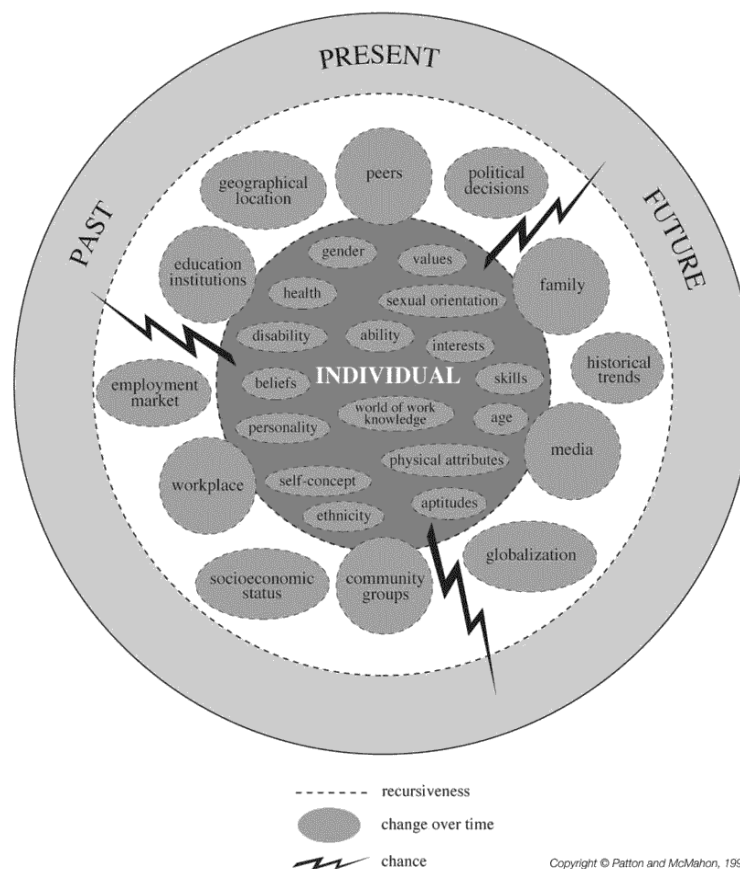 PRESENT
PAST
FUTURE
geographical
location
peers
political
decisions
education
institutions
family
employment
market
historical
trends
workplace
media
socioeconomic
status
community
groups
globalization
gender
values
health
sexual orientation
disability
ability
interests
INDIVIDUAL
beliefs
skills
world of work
knowledge
age
personality
physical attributes
self-concept
aptitudes
ethnicity
recursiveness
change over time
chance
Copyright © Patton and McMahon, 199